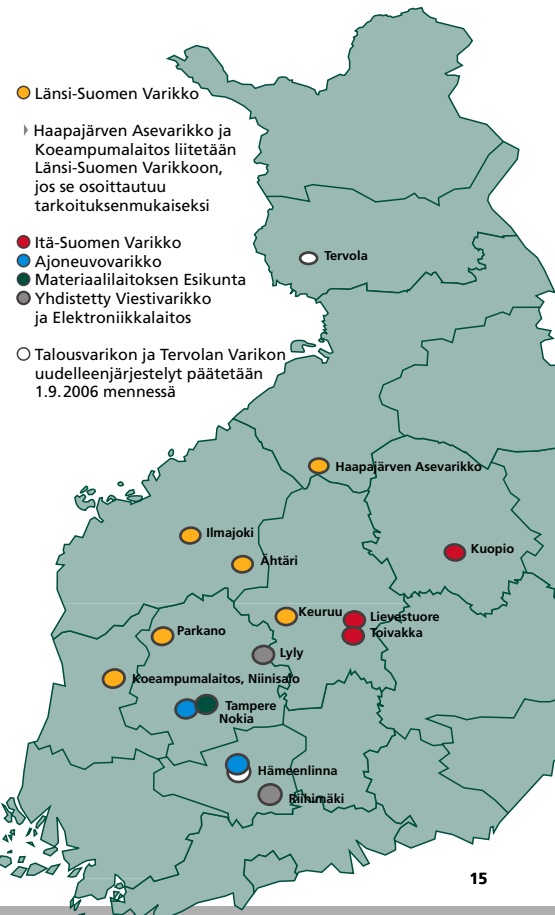 Länsi-Suomen Varikko
Haapajärven Asevarikko ja
Koeampumalaitos liitetään
Länsi-Suomen Varikkoon,
jos se osoittautuu
tarkoituksenmukaiseksi
Itä-Suomen Varikko
Ajoneuvovarikko
Materiaalilaitoksen Esikunta
Yhdistetty Viestivarikko
ja Elektroniikkalaitos
Talousvarikon ja Tervolan Varikon
uudelleenjärjestelyt päätetään
1.9.2006 mennessä
Tervola
Haapajärven Asevarikko
Ilmajoki
Ähtäri
Kuopio
Keuruu
Lievestuore
Toivakka
Parkano
Lyly
Koeampumalaitos, Niinisalo
Tampere
Nokia
Hämeenlinna
Riihimäki
15